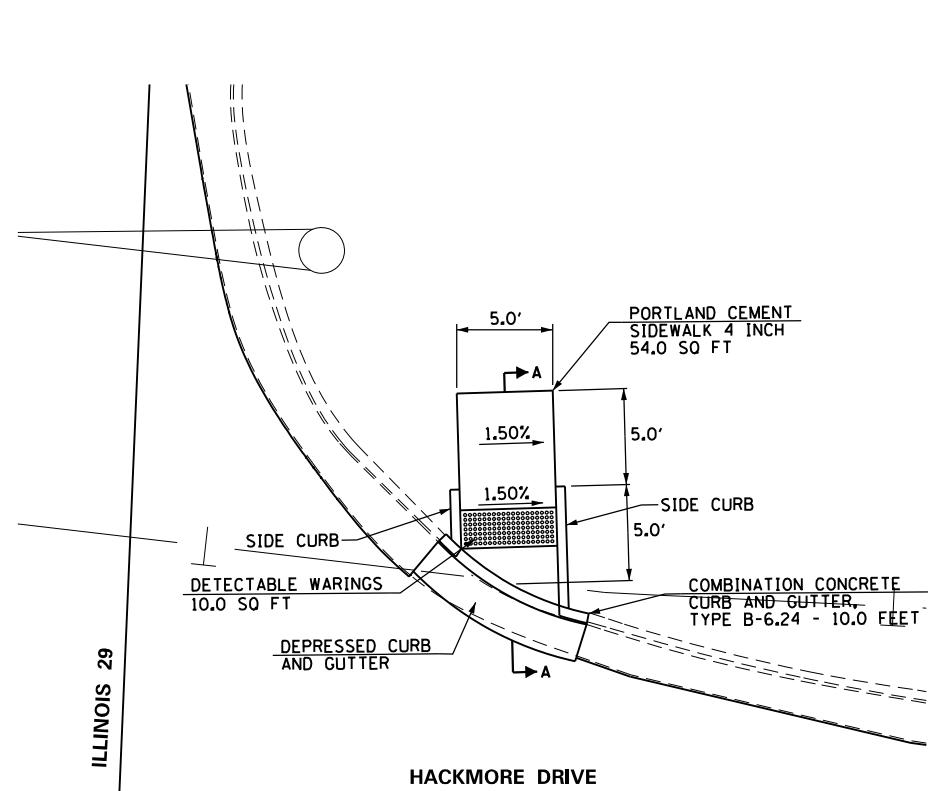 PORTLAND CEMENT
SIDEWALK 4 INCH
54.0 SQ FT
5.0'
A
1.50%
5.0'
1.50%
SIDE CURB
5.0'
SIDE CURB
DETECTABLE WARINGS
10.0 SQ FT
COMBINATION CONCRETE
CURB AND GUTTER,
TYPE B-6.24 - 10.0 FEET
DEPRESSED CURB
AND GUTTER
A
ILLINOIS 29
HACKMORE DRIVE